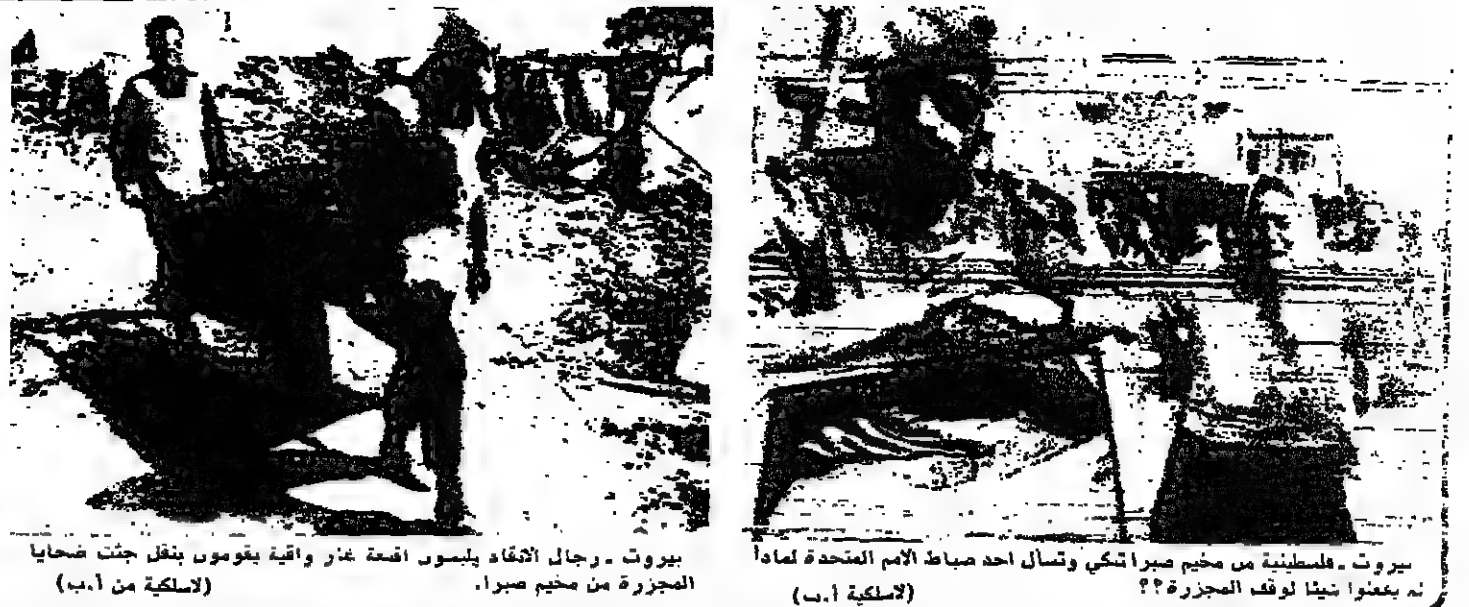 بيروت ـ فلسطينية من مخيم صبرا تبكي وتسأل احد ضباط الامم المتحدة لماذا
لم يفعلوا شيئا لوقف المجزرة؟؟
(لاسلكية أ.ب)
بيروت ـ رجال الانقاذ يلبسون اقنعة غاز واقية يقومون بنقل جثث ضحايا
المجزرة من مخيم صبرا.
(لاسلكية من أ.ب)